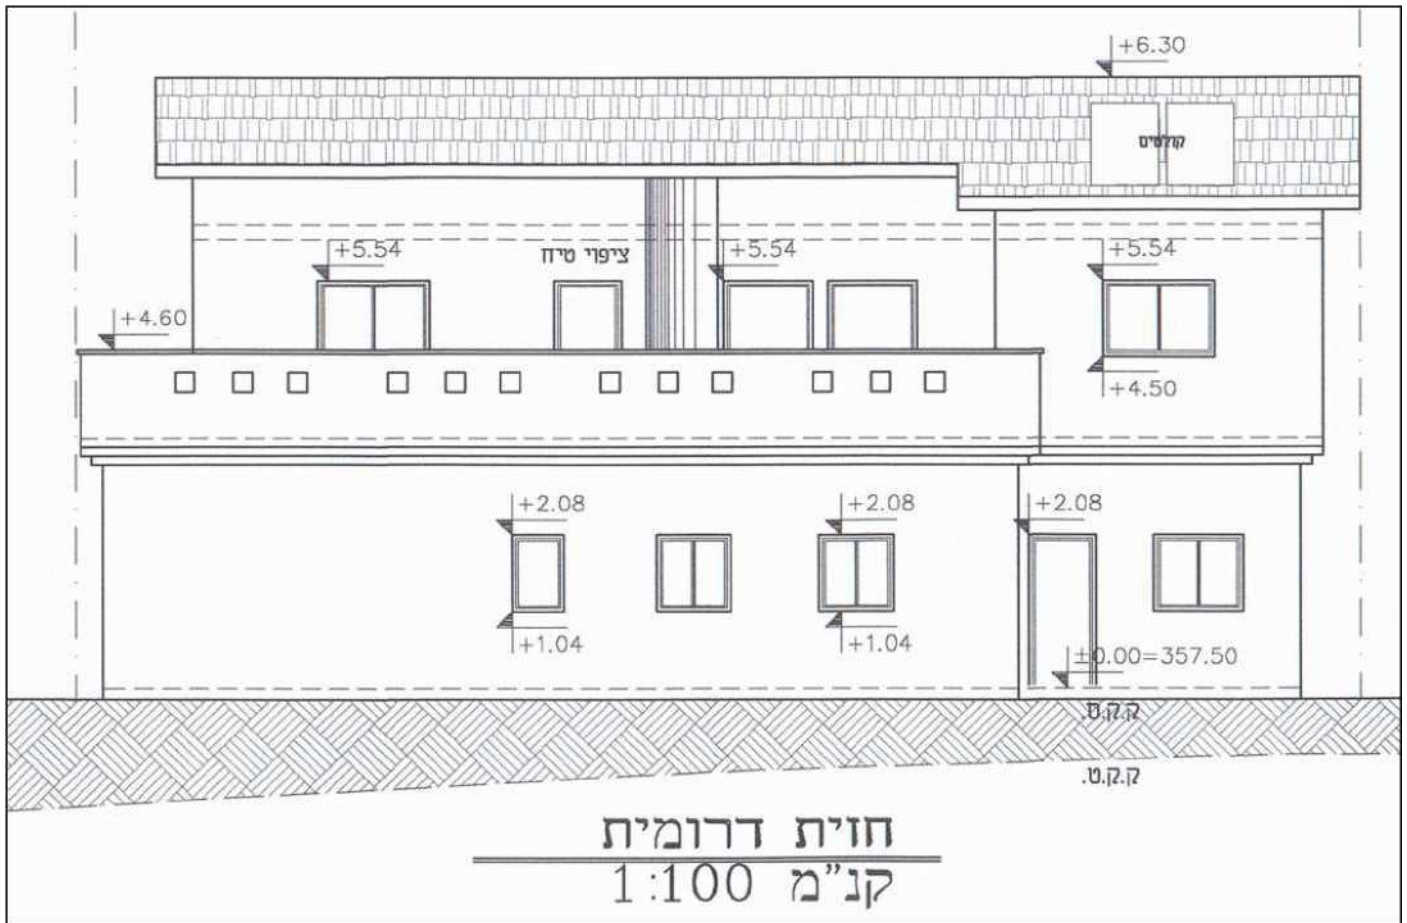 +6.30
קולטים
+5.54
ציפוי טיח
+5.54
+5.54
+4.60
+4.50
+2.08
+2.08
+2.08
+1.04
+1.04
±0.00=357.50
ק.ק.ס.
ק.ק.ט.
חזית דרומית
קנ"מ 1:100